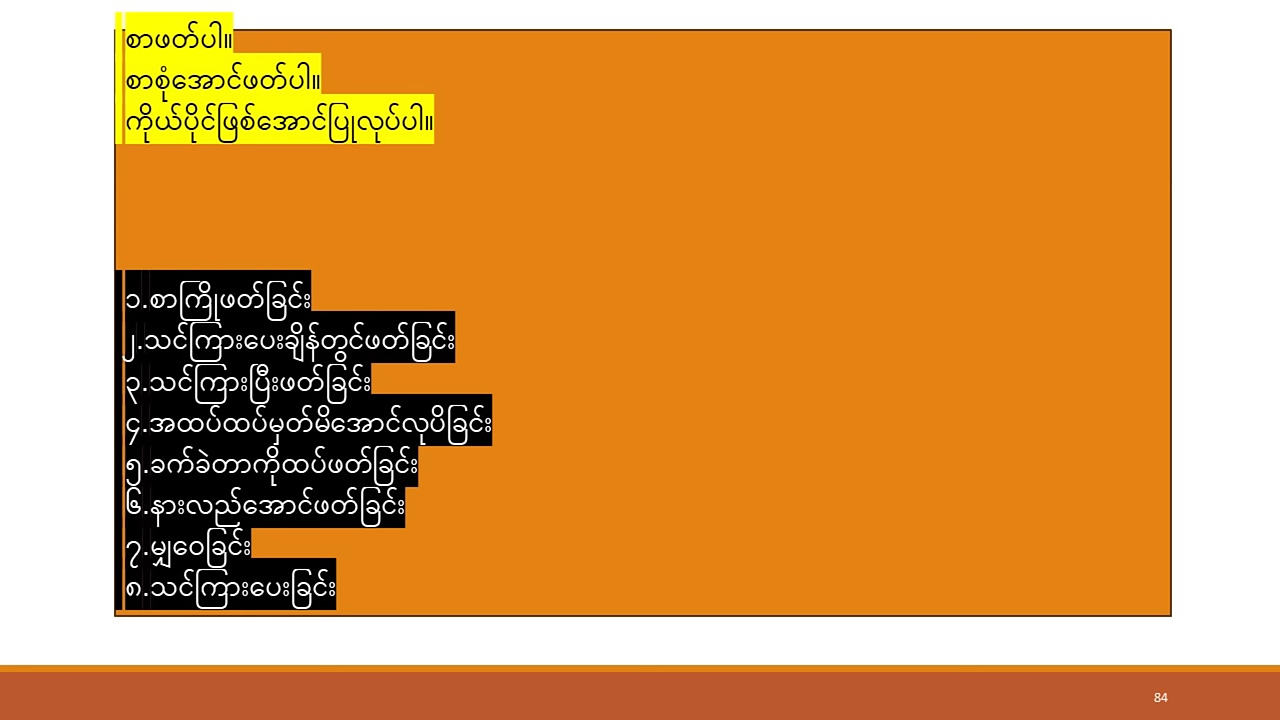 စာဖတ်ပါ။
စာစုံအောင်ဖတ်ပါ။
ကိုယ်ပိုင်ဖြစ်အောင်ပြုလုပ်ပါ။
၁.စာကြိုဖတ်ခြင်း
၂.သင်ကြားပေးချိန်တွင်ဖတ်ခြင်း
၃.သင်ကြားပြီးဖတ်ခြင်း
၄.အထပ်ထပ်မှတ်မိအောင်လုပိခြင်း
၅.ခက်ခဲတာကိုထပ်ဖတ်ခြင်း
၆.နားလည်အောင်ဖတ်ခြင်း
၇.မျှဝေခြင်း
၈.သင်ကြားပေးခြင်း
84